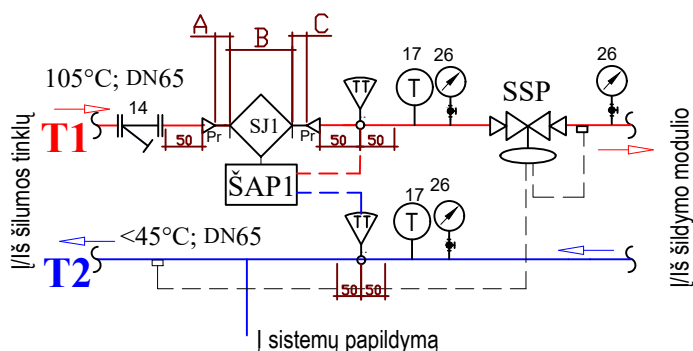 A B C
105°C; DN65
14
17
26
SSP
26
TT
T
T1
Pr
SJ1
Pr
50
50
50
ŠAP1
Į/Iš šilumos tinklų
Į/Iš šildymo modulio
<45°C; DN65
TT
17
26
T
T2
50
50
Į sistemų papildymą